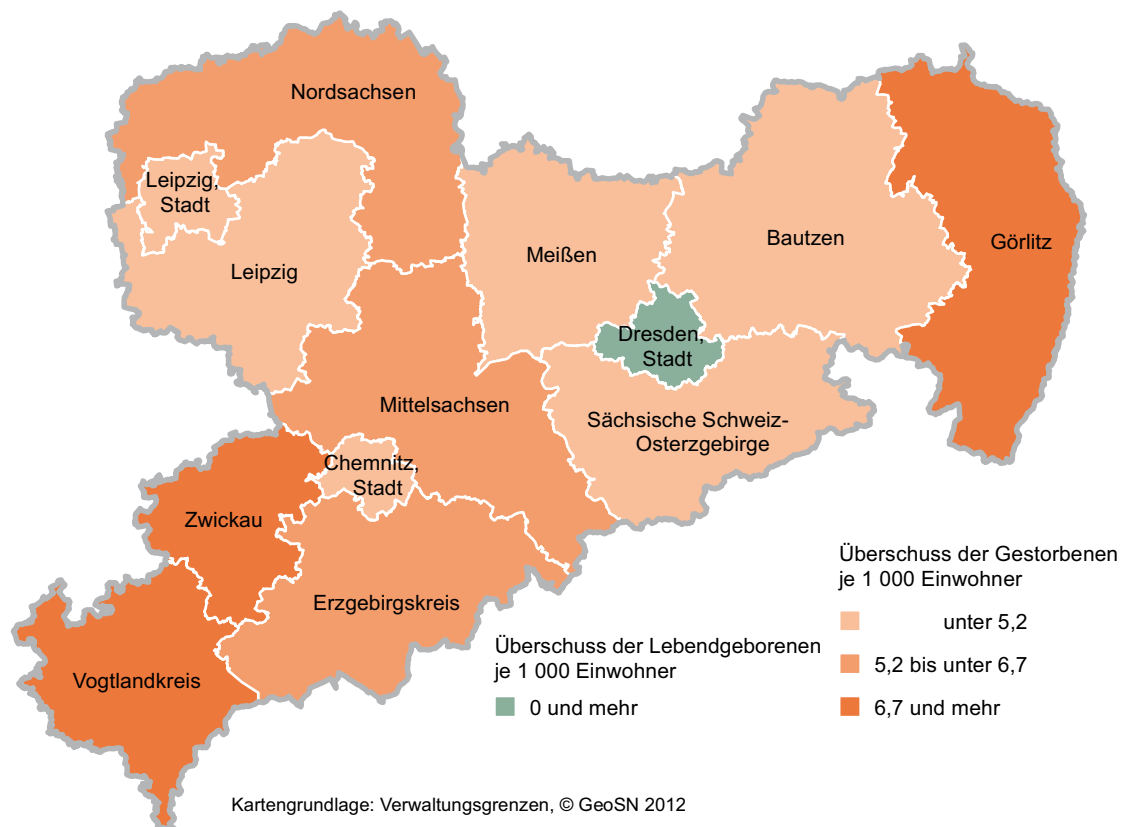 Nordsachsen
Leipzig,
Stadt
Leipzig
Meißen
Bautzen
Görlitz
Dresden,
Stadt
Mittelsachsen
Sächsische Schweiz-
Osterzgebirge
Chemnitz,
Stadt
Zwickau
Erzgebirgskreis
Vogtlandkreis
Überschuss der Lebendgeborenen
je 1 000 Einwohner
0 und mehr
Überschuss der Gestorbenen
je 1 000 Einwohner
unter 5,2
5,2 bis unter 6,7
6,7 und mehr
Kartengrundlage: Verwaltungsgrenzen, © GeoSN 2012